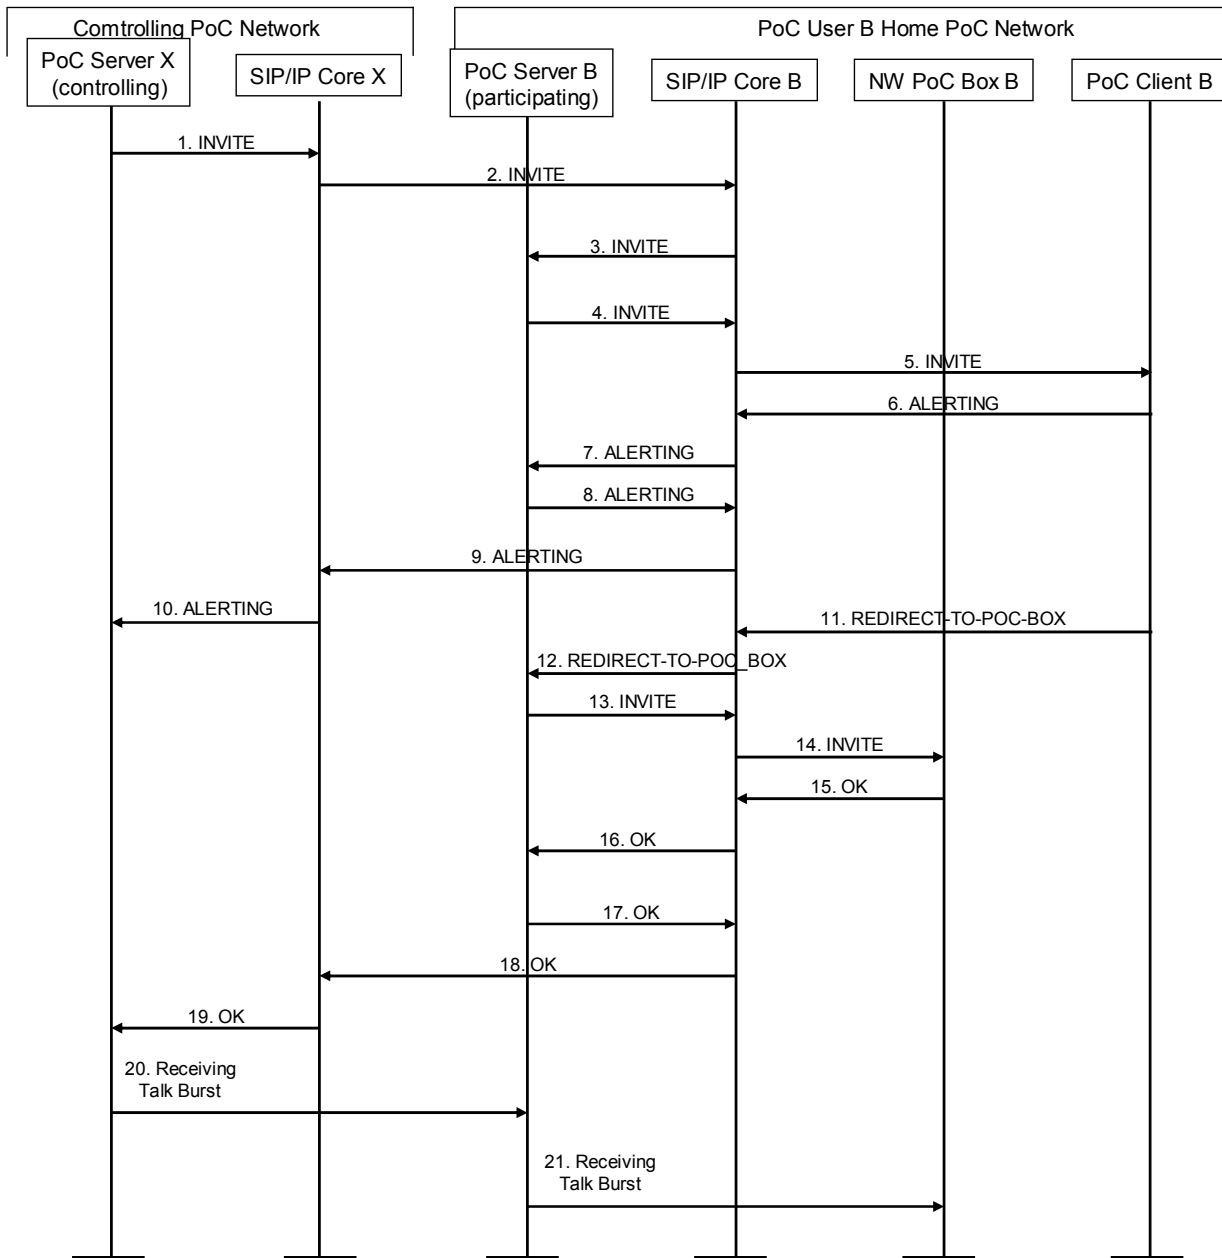 Comtrolling PoC Network
PoC User B Home PoC Network
PoC Server X
(controlling)
SIP/IP Core X
PoC Server B
(participating)
SIP/IP Core B
NW PoC Box B
PoC Client B
1. INVITE
2. INVITE
3. INVITE
4. INVITE
5. INVITE
6. ALERTING
7. ALERTING
8. ALERTING
9. ALERTING
10. ALERTING
11. REDIRECT-TO-POC-BOX
12. REDIRECT-TO-POC_BOX
13. INVITE
14. INVITE
15. OK
16. OK
17. OK
18. OK
19. OK
20. Receiving
Talk Burst
21. Receiving
Talk Burst